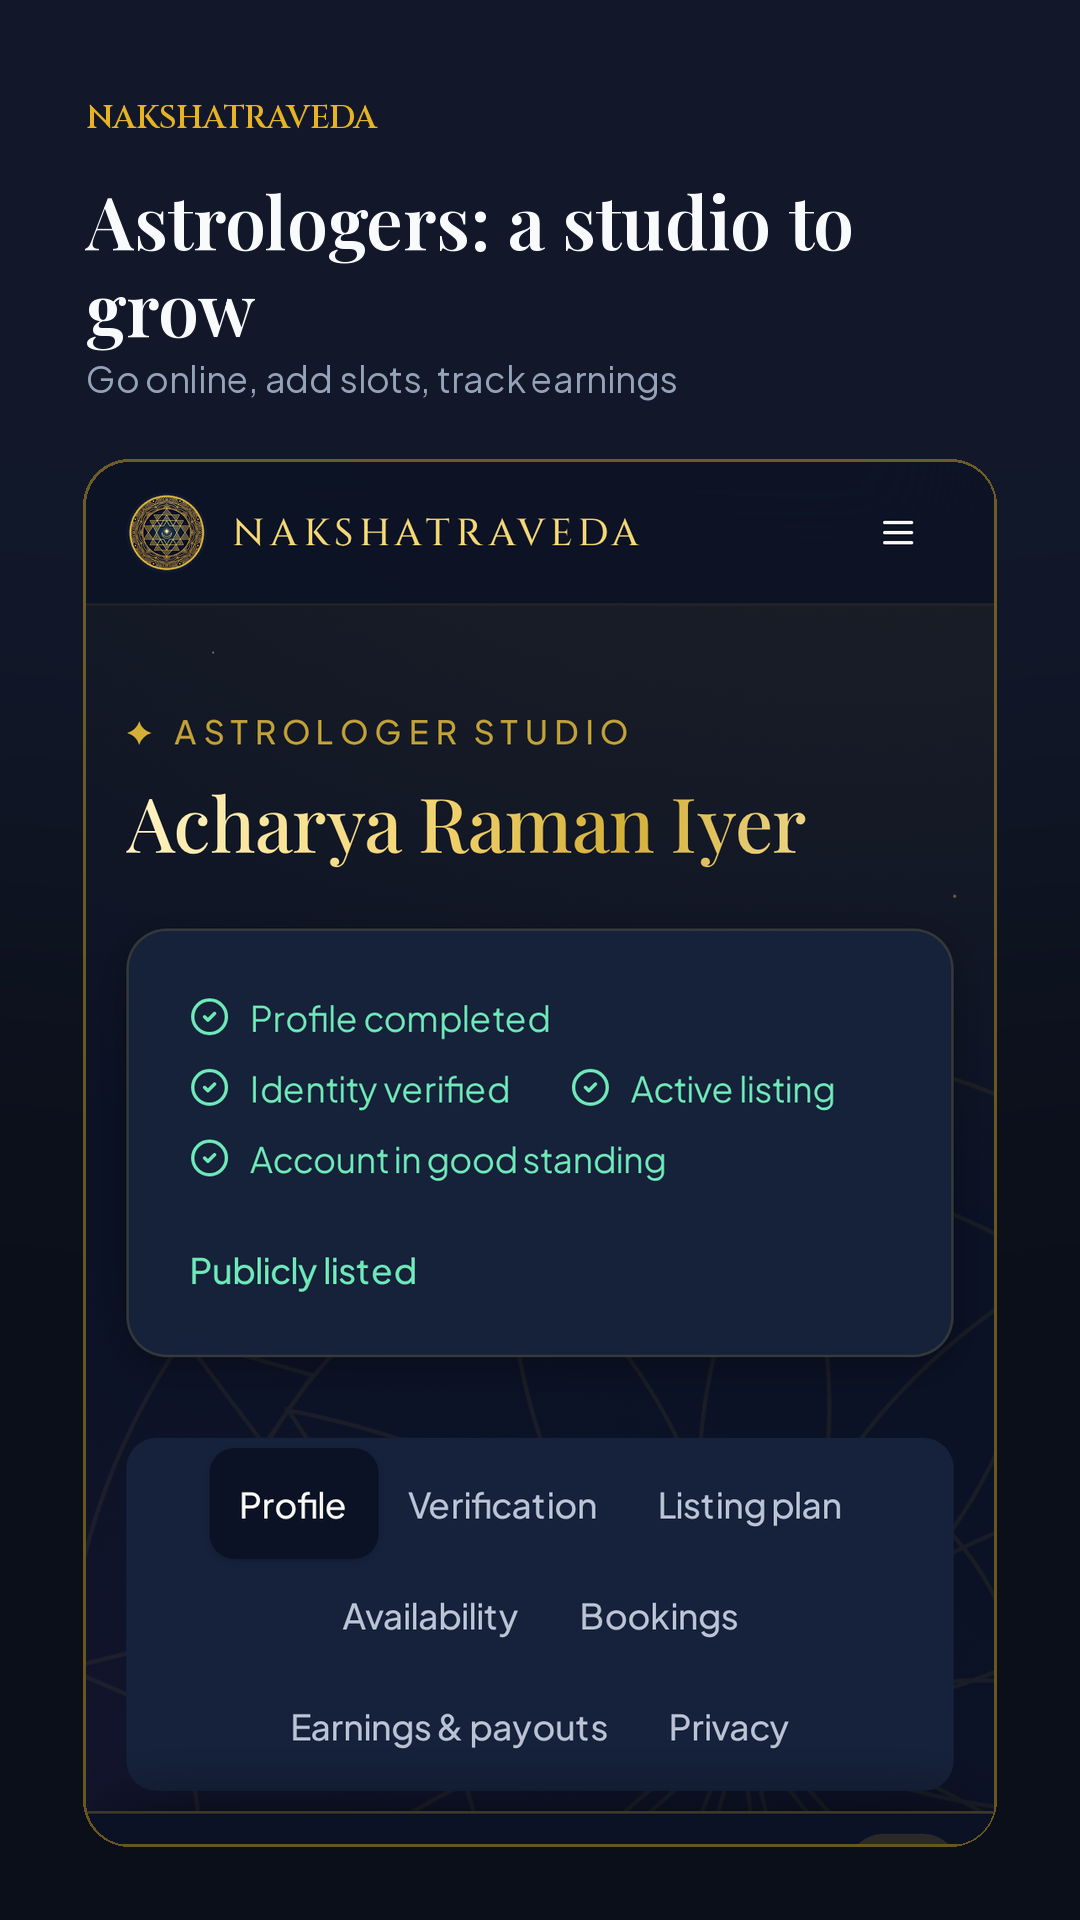 NAKSHATRAVEDA
Astrologers: a studio to
grow
Go online, add slots, track earnings
NAKSHATRAVEDA
✦ ASTROLOGER STUDIO
Acharya Raman Iyer
Profile completed
Identity verified Active listing
Account in good standing
Publicly listed
Profile Verification Listing plan
Availability Bookings
Earnings & payouts Privacy